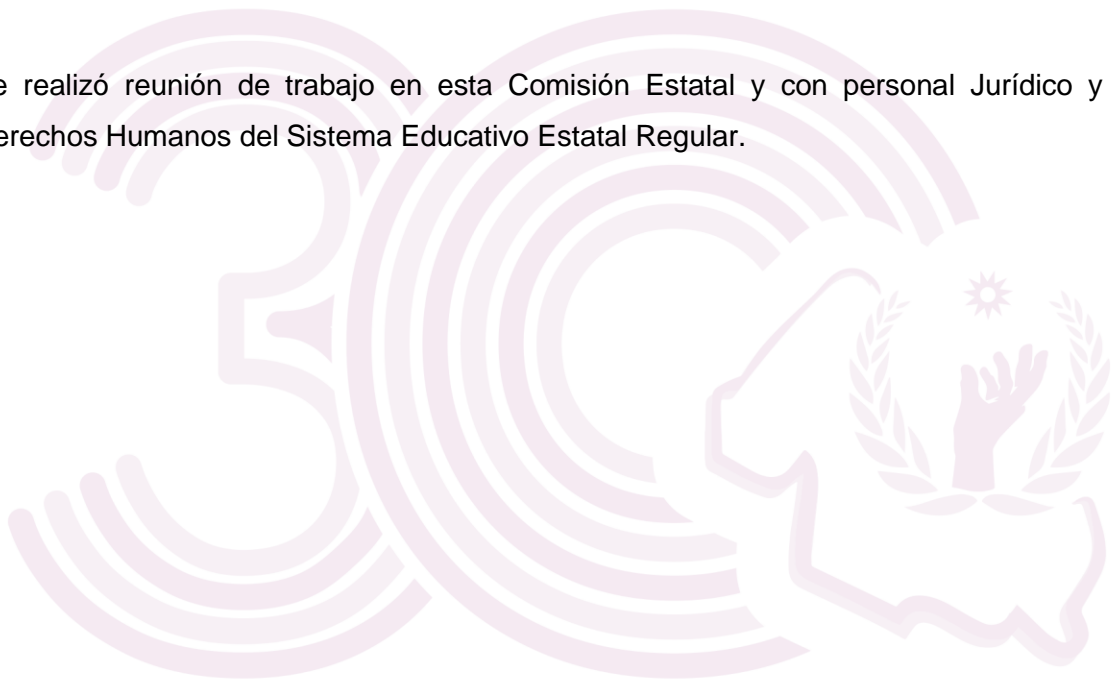 e realizó reunión de trabajo en esta Comisión Estatal y con personal Jurídico y
erechos Humanos del Sistema Educativo Estatal Regular.